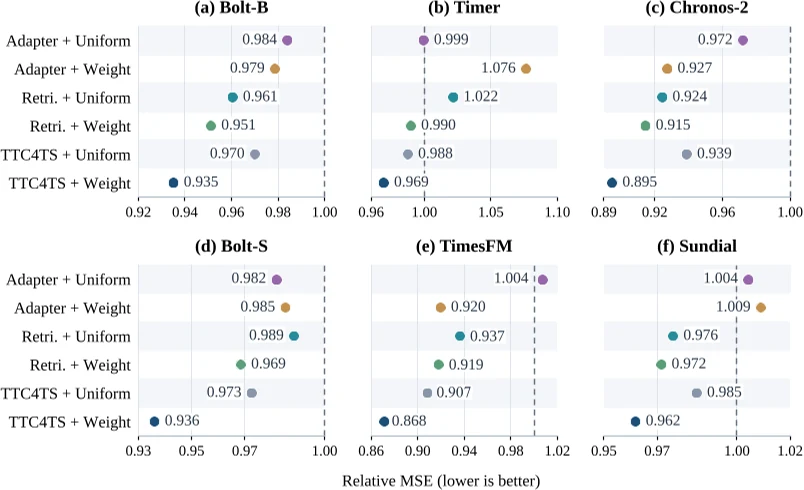 (a) Bolt-B (b) Timer (c) Chronos-2
Adapter + Uniform 0.984 0.999 0.972
Adapter + Weight 0.979 1.076 0.927
Retri. + Uniform 0.961 1.022 0.924
Retri. + Weight 0.951 0.990 0.915
TTC4TS + Uniform 0.970 0.988 0.939
TTC4TS + Weight 0.935 0.969 0.895
0.92 0.94 0.96 0.98 1.00 0.96 1.00 1.05 1.10 0.89 0.92 0.96 1.00
(d) Bolt-S (e) TimesFM (f) Sundial
Adapter + Uniform 0.982 1.004 1.004
Adapter + Weight 0.985 0.920 1.009
Retri. + Uniform 0.989 0.937 0.976
Retri. + Weight 0.969 0.919 0.972
TTC4TS + Uniform 0.973 0.907 0.985
TTC4TS + Weight 0.936 0.868 0.962
0.93 0.95 0.97 1.00 0.86 0.90 0.94 0.98 1.02 0.95 0.97 1.00 1.02
Relative MSE (lower is better)